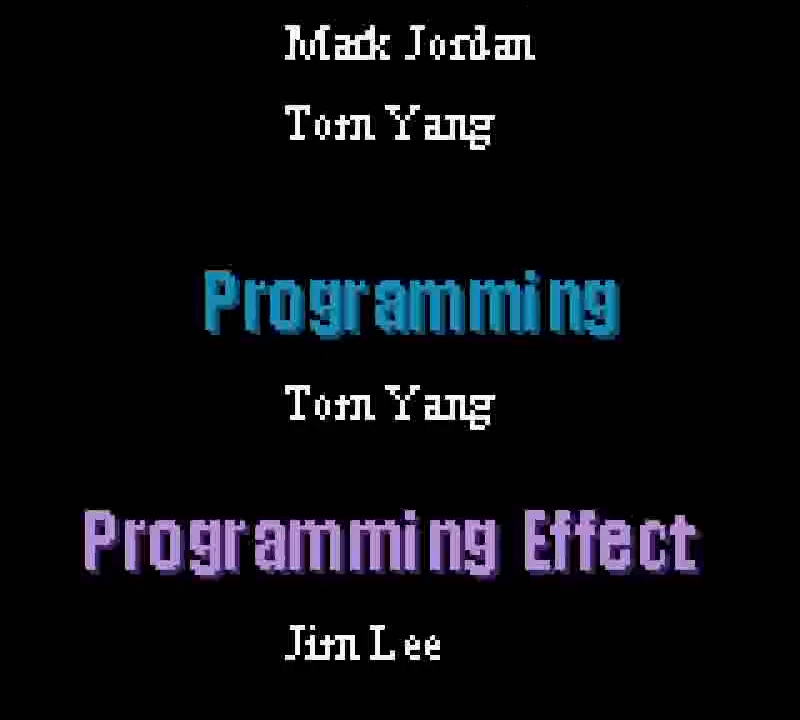 Mark Jordan
Tom Yang
Programming
Tom Yang
Programming Effect
Jim Lee